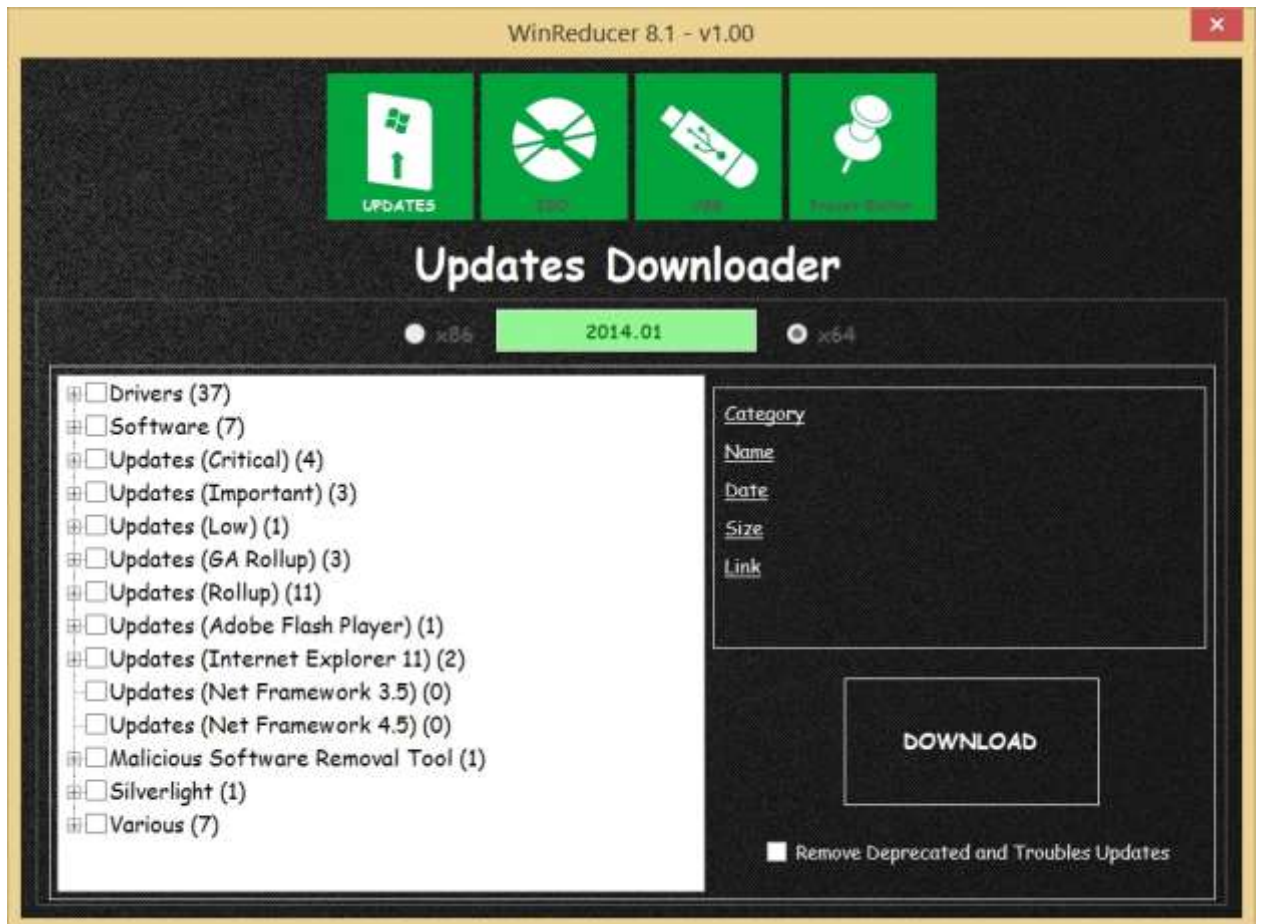 WinReducer 8.1 - v1.00
UPDATES
ISO
USB
Updates Downloader
x86
2014.01
x64
Drivers (37)
Software (7)
Updates (Critical) (4)
Updates (Important) (3)
Updates (Low) (1)
Updates (GA Rollup) (3)
Updates (Rollup) (11)
Updates (Adobe Flash Player) (1)
Updates (Internet Explorer 11) (2)
Updates (Net Framework 3.5) (0)
Updates (Net Framework 4.5) (0)
Malicious Software Removal Tool (1)
Silverlight (1)
Various (7)
Category
Name
Date
Size
Link
DOWNLOAD
Remove Deprecated and Troubles Updates